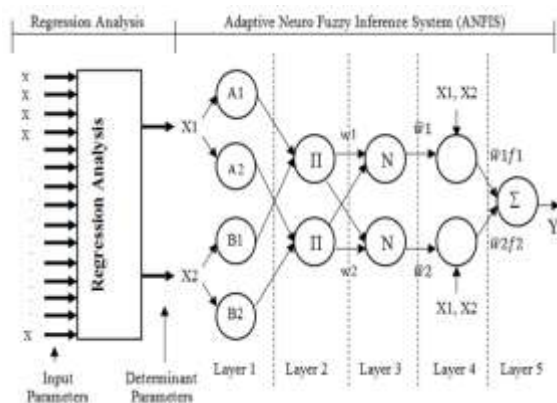 Regression Analysis
Adaptive Neuro Fuzzy Inference System (ANFIS)
X
X
X
X
X
Regression Analysis
X1
X2
A1
A2
B1
B2
Π
Π
w1
w2
N
N
w̅1
w̅2
X1, X2
X1, X2
w̅1f1
w̅2f2
Σ
Y
Input
Parameters
Determinant
Parameters
Layer 1
Layer 2
Layer 3
Layer 4
Layer 5